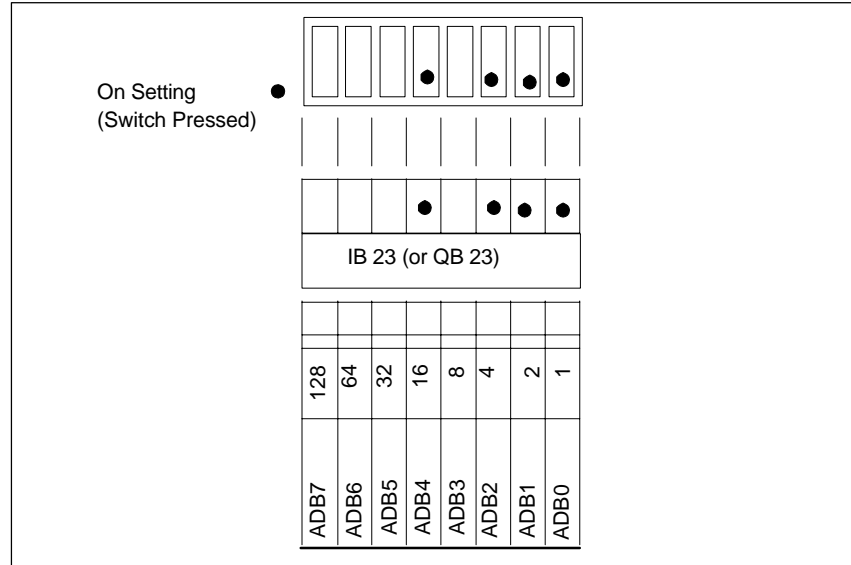 On Setting
(Switch Pressed)
IB 23 (or QB 23)
128 64 32 16 8 4 2 1
ADB7 ADB6 ADB5 ADB4 ADB3 ADB2 ADB1 ADB0